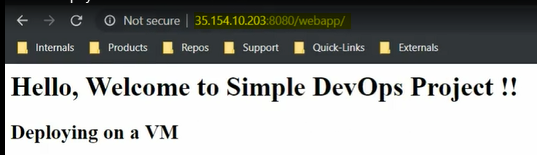 Not secure | 35.154.10.203:8080/webapp/
Internals Products Repos Support Quick-Links Externals
Hello, Welcome to Simple DevOps Project !!
Deploying on a VM